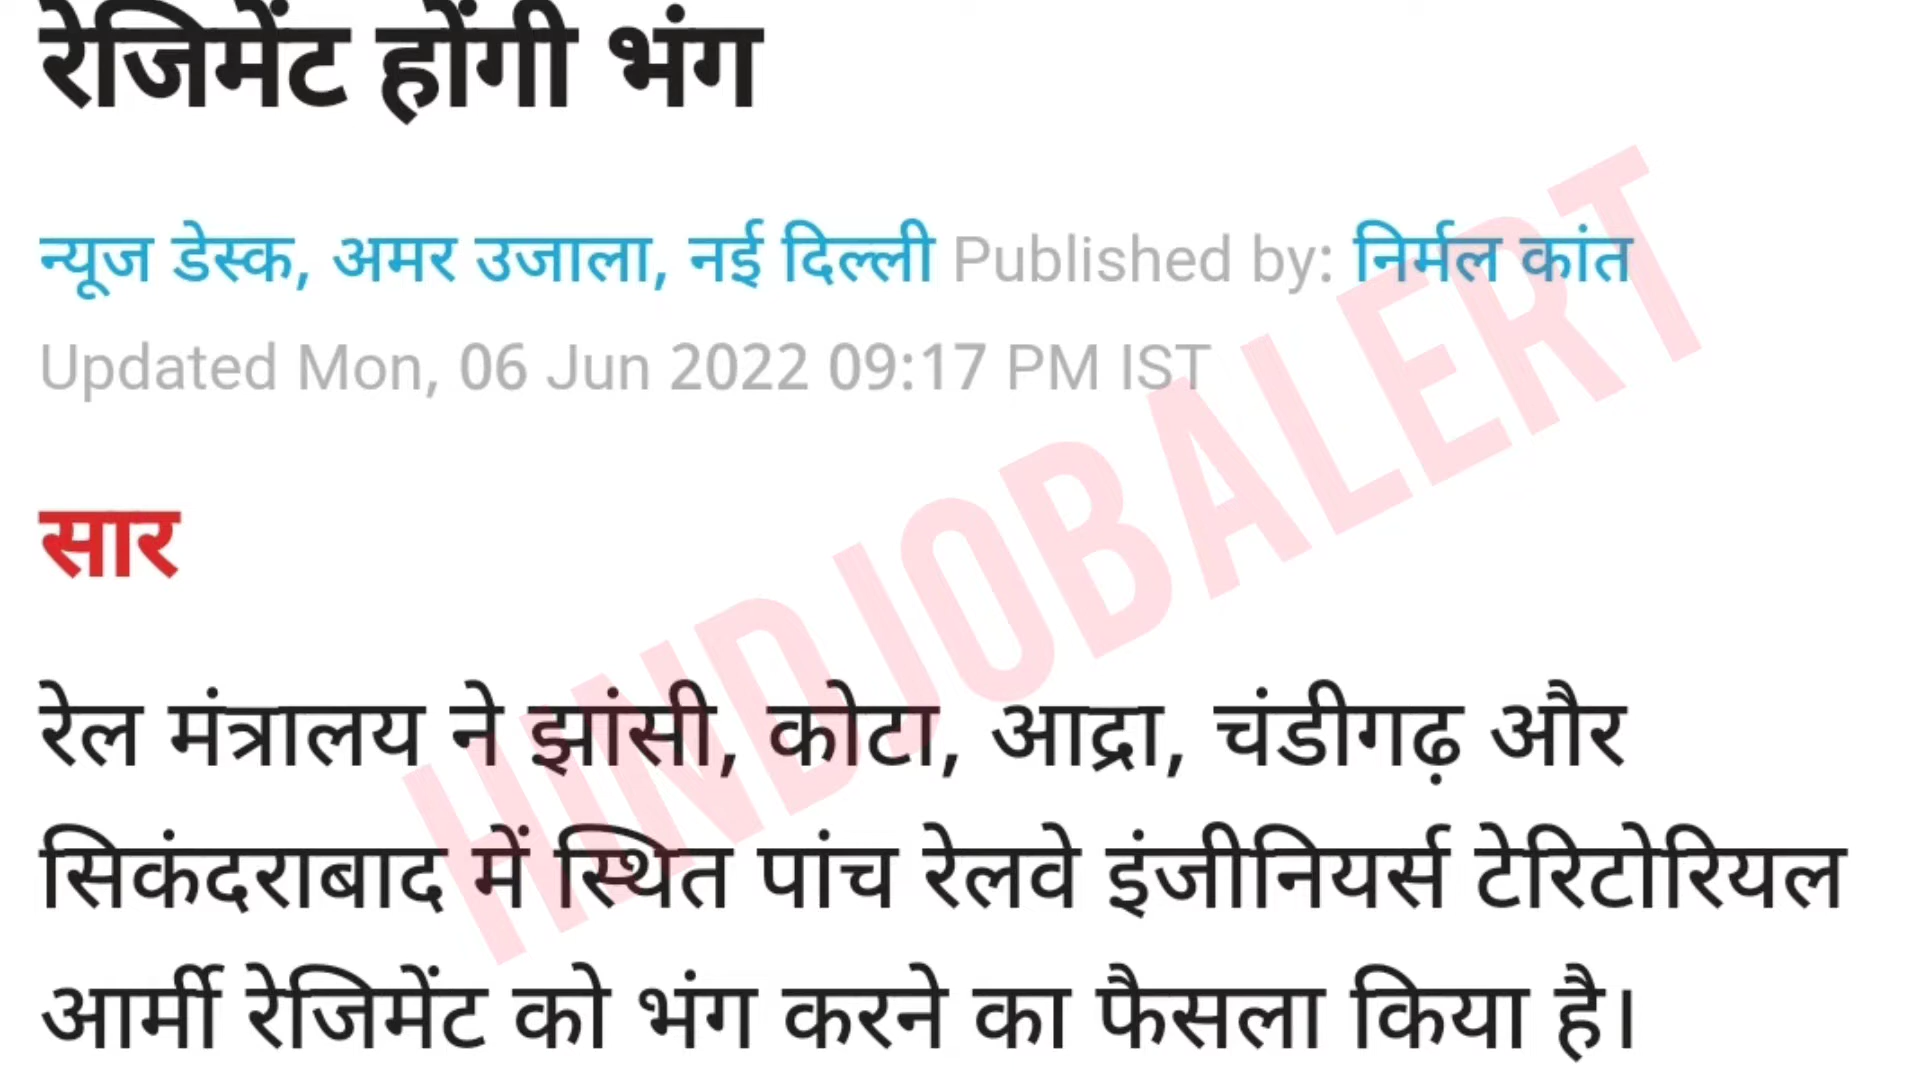 रेजिमेंट होंगी भंग
न्यूज डेस्क, अमर उजाला, नई दिल्ली Published by: निर्मल कांत
Updated Mon, 06 Jun 2022 09:17 PM IST
सार
रेल मंत्रालय ने झांसी, कोटा, आद्रा, चंडीगढ़ और
सिकंदराबाद में स्थित पांच रेलवे इंजीनियर्स टेरिटोरियल
आर्मी रेजिमेंट को भंग करने का फैसला किया है।
HINDJOBALERT